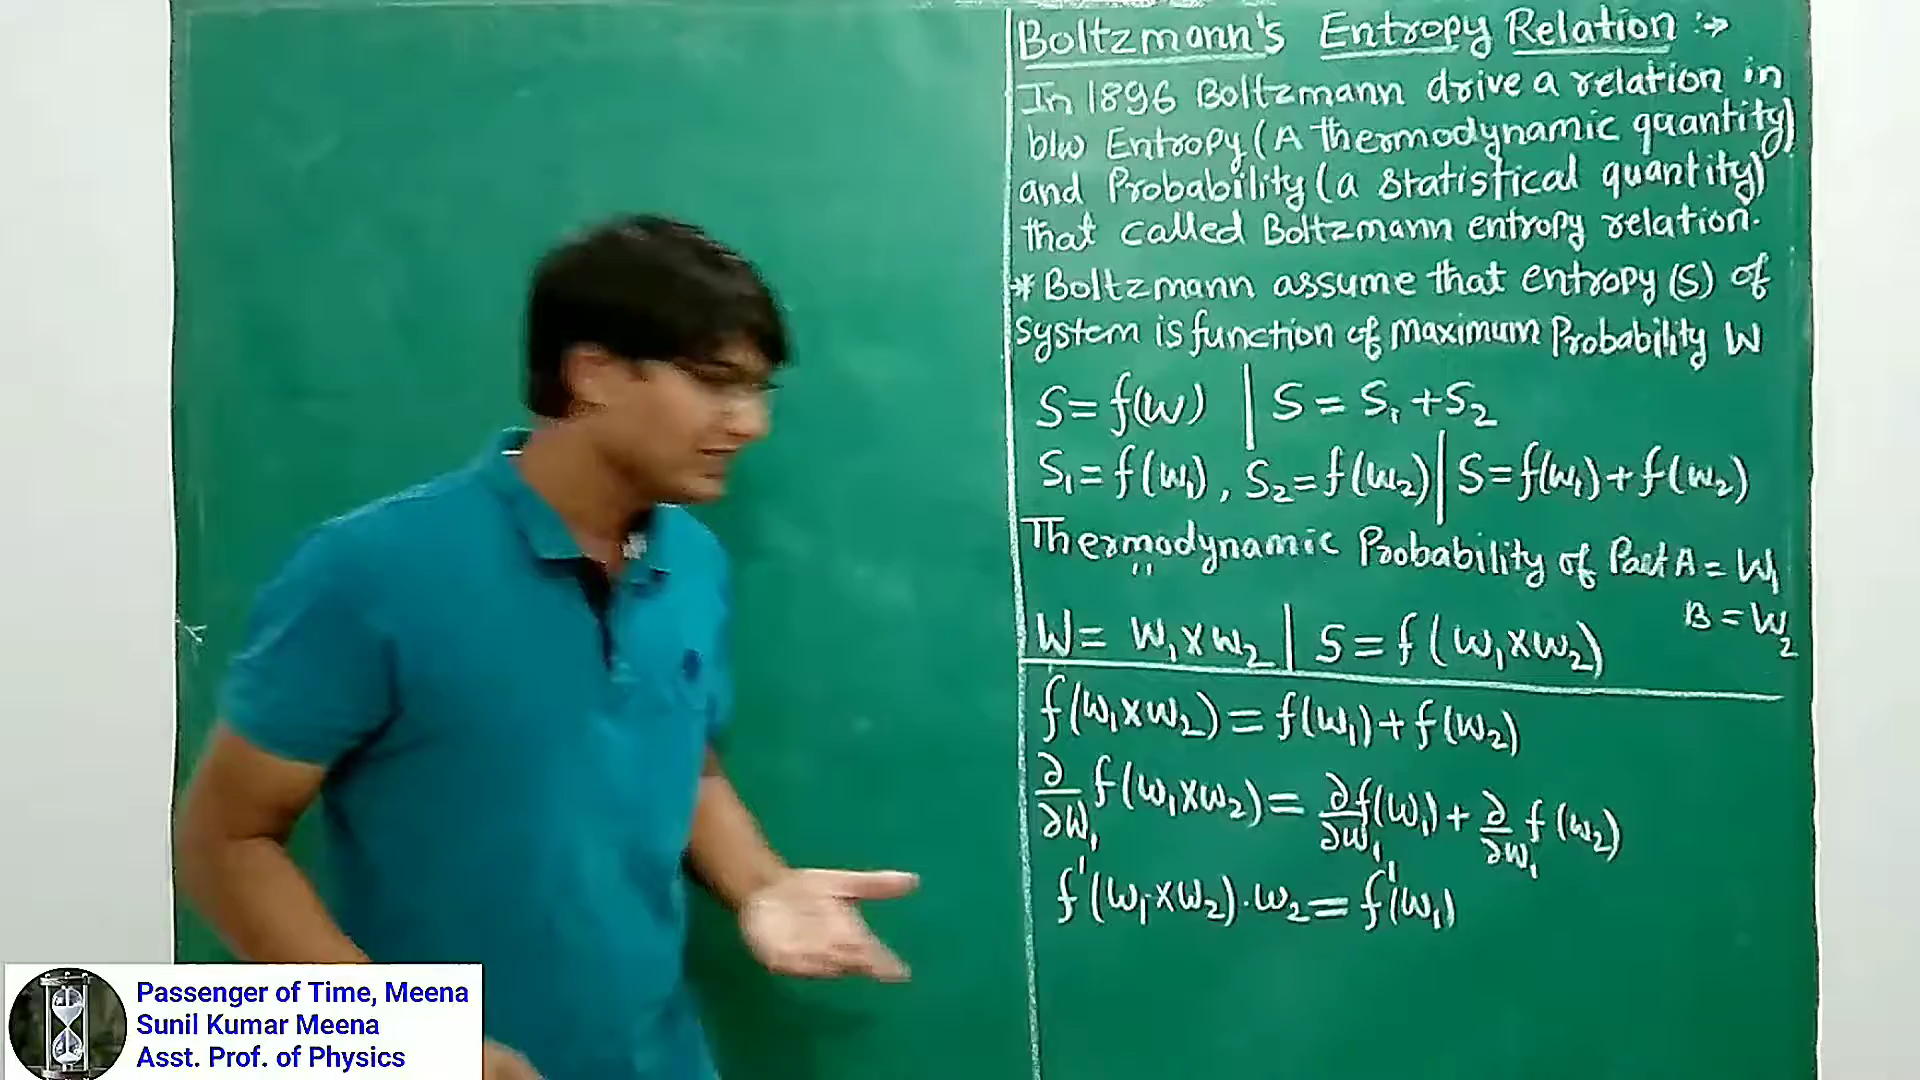 Boltzmann's Entropy Relation :→
In 1896 Boltzmann drive a relation in
b/w Entropy (A thermodynamic quantity)
and Probability (a statistical quantity)
that called Boltzmann entropy relation.
* Boltzmann assume that entropy (S) of
System is function of maximum Probability W
S = f(W) | S = S₁ + S₂
S₁ = f(W₁), S₂ = f(W₂) | S = f(W₁) + f(W₂)
Thermodynamic Probability of Part A = W₁
" B = W₂
W = W₁ × W₂ | S = f(W₁ × W₂)
f(W₁ × W₂) = f(W₁) + f(W₂)
∂/∂W₁ f(W₁ × W₂) = ∂/∂W₁ f(W₁) + ∂/∂W₁ f(W₂)
f'(W₁ × W₂) · W₂ = f'(W₁)
Passenger of Time, Meena
Sunil Kumar Meena
Asst. Prof. of Physics